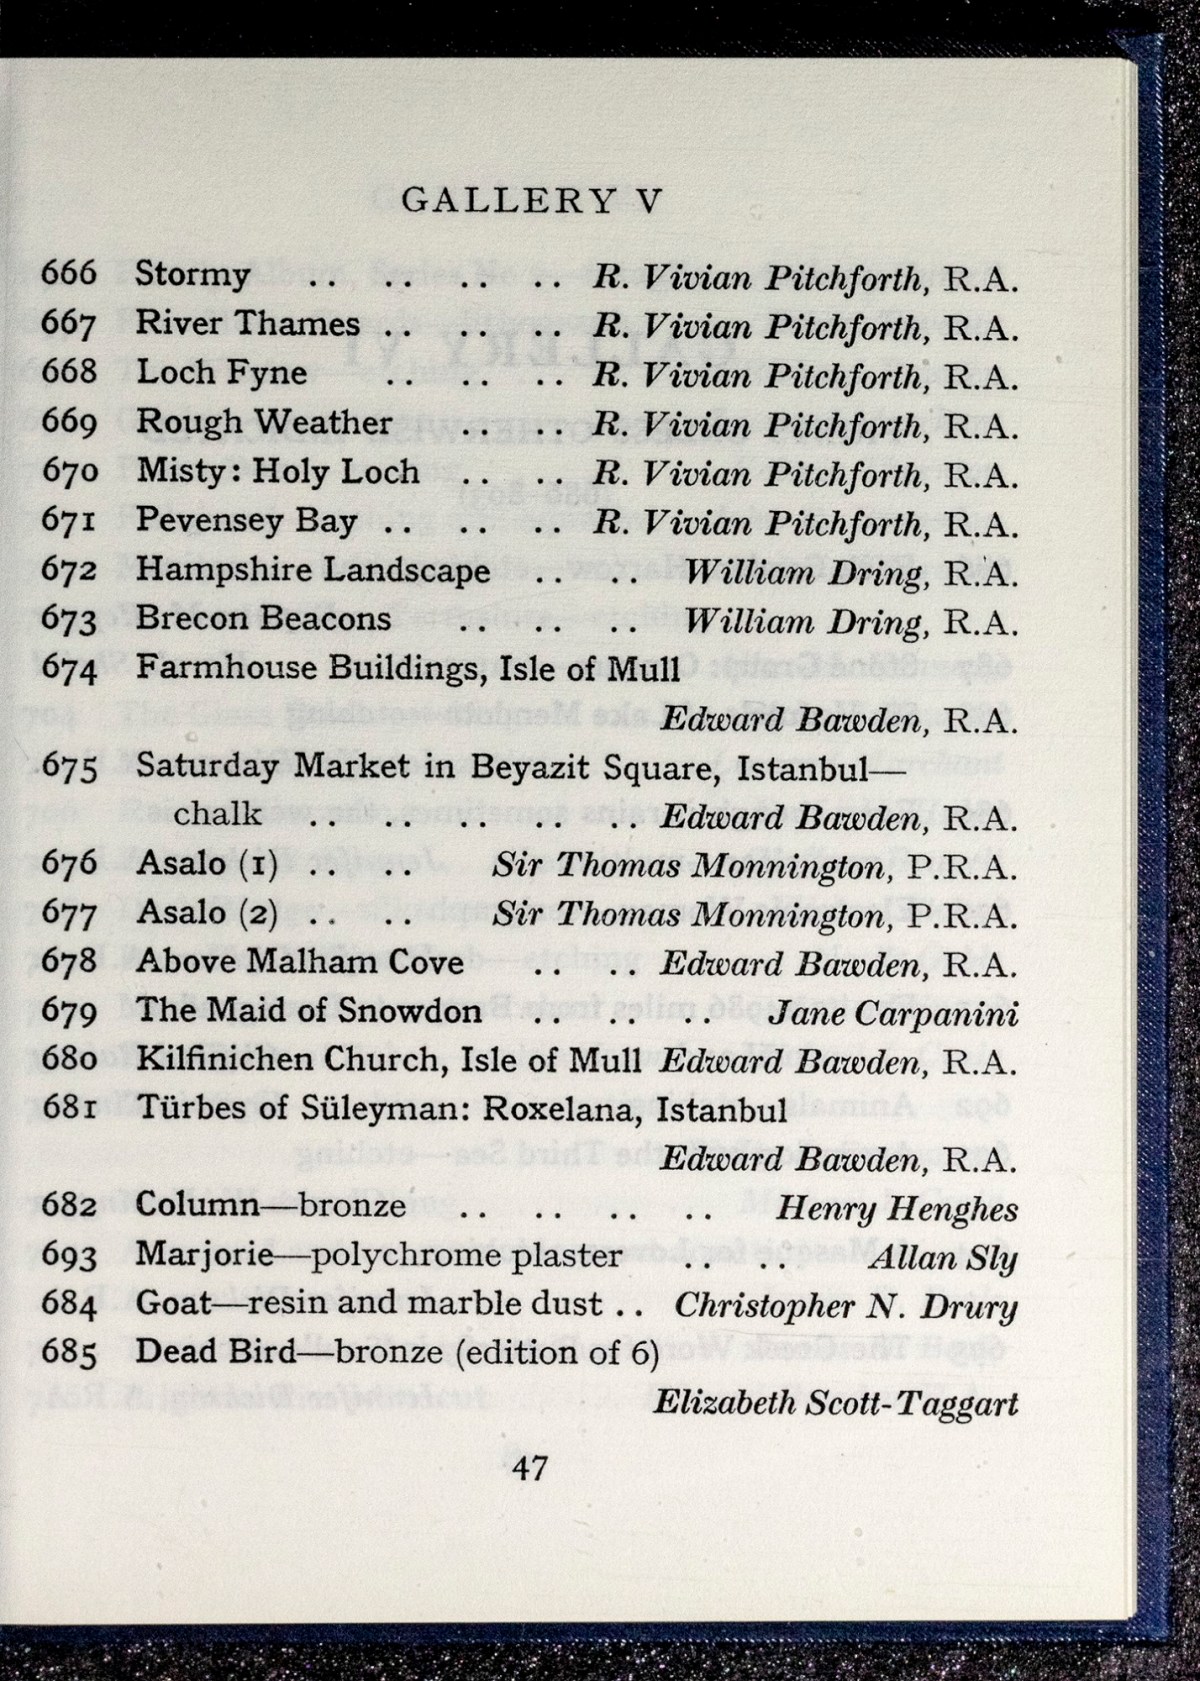 GALLERY V
666 Stormy .. .. .. .. R. Vivian Pitchforth, R.A.
667 River Thames .. .. .. R. Vivian Pitchforth, R.A.
668 Loch Fyne .. .. .. R. Vivian Pitchforth, R.A.
669 Rough Weather .. .. R. Vivian Pitchforth, R.A.
670 Misty: Holy Loch .. .. R. Vivian Pitchforth, R.A.
671 Pevensey Bay .. .. .. R. Vivian Pitchforth, R.A.
672 Hampshire Landscape .. .. William Dring, R.A.
673 Brecon Beacons .. .. .. William Dring, R.A.
674 Farmhouse Buildings, Isle of Mull
Edward Bawden, R.A.
675 Saturday Market in Beyazit Square, Istanbul—
chalk .. .. .. .. .. Edward Bawden, R.A.
676 Asalo (1) .. .. Sir Thomas Monnington, P.R.A.
677 Asalo (2) .. .. Sir Thomas Monnington, P.R.A.
678 Above Malham Cove .. .. Edward Bawden, R.A.
679 The Maid of Snowdon .. .. .. Jane Carpanini
680 Kilfinichen Church, Isle of Mull Edward Bawden, R.A.
681 Türbes of Süleyman: Roxelana, Istanbul
Edward Bawden, R.A.
682 Column—bronze .. .. .. .. Henry Henghes
693 Marjorie—polychrome plaster .. .. Allan Sly
684 Goat—resin and marble dust .. Christopher N. Drury
685 Dead Bird—bronze (edition of 6)
Elizabeth Scott-Taggart
47